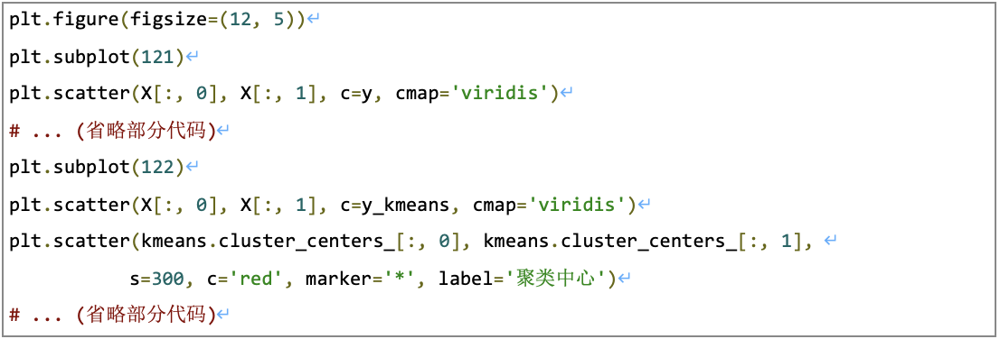 plt.figure(figsize=(12, 5))↵
plt.subplot(121)↵
plt.scatter(X[:, 0], X[:, 1], c=y, cmap='viridis')↵
# ... (省略部分代码)↵
plt.subplot(122)↵
plt.scatter(X[:, 0], X[:, 1], c=y_kmeans, cmap='viridis')↵
plt.scatter(kmeans.cluster_centers_[:, 0], kmeans.cluster_centers_[:, 1], ↵
s=300, c='red', marker='*', label='聚类中心')↵
# ... (省略部分代码)↵